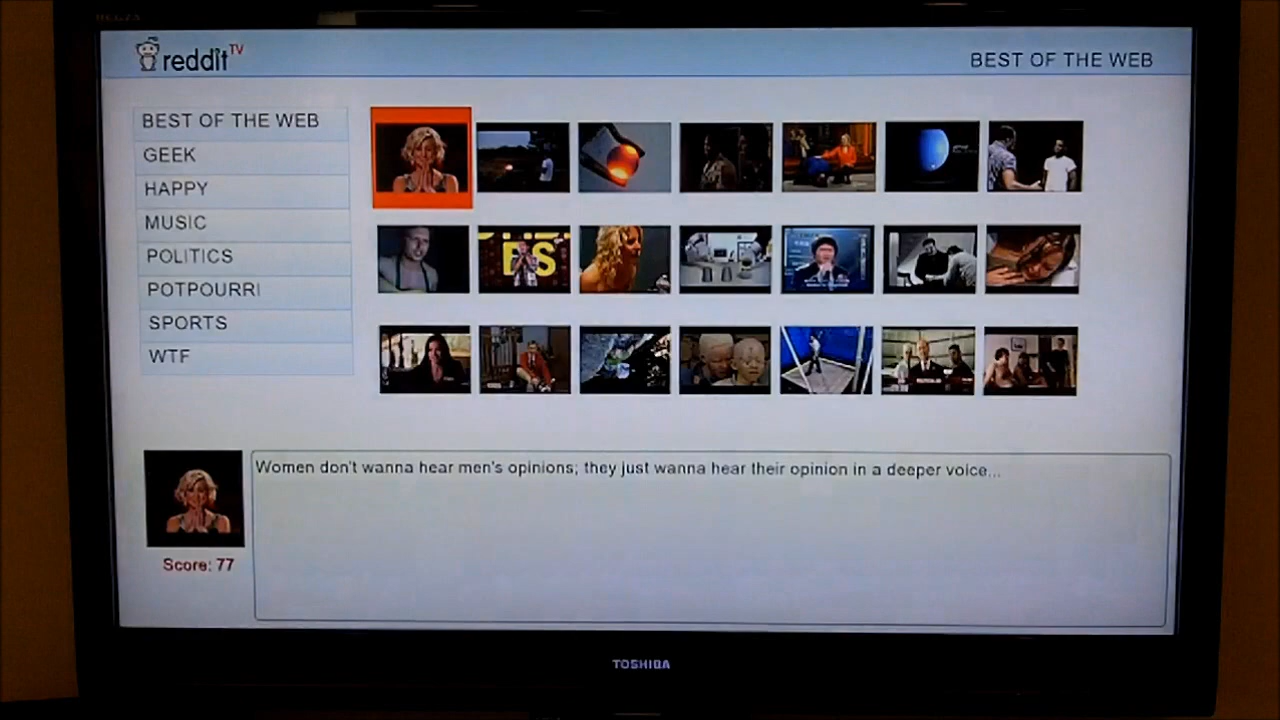 reddit TV
BEST OF THE WEB
BEST OF THE WEB
GEEK
HAPPY
MUSIC
POLITICS
POTPOURRI
SPORTS
WTF
ES
Women don't wanna hear men's opinions; they just wanna hear their opinion in a deeper voice...
Score: 77
TOSHIBA